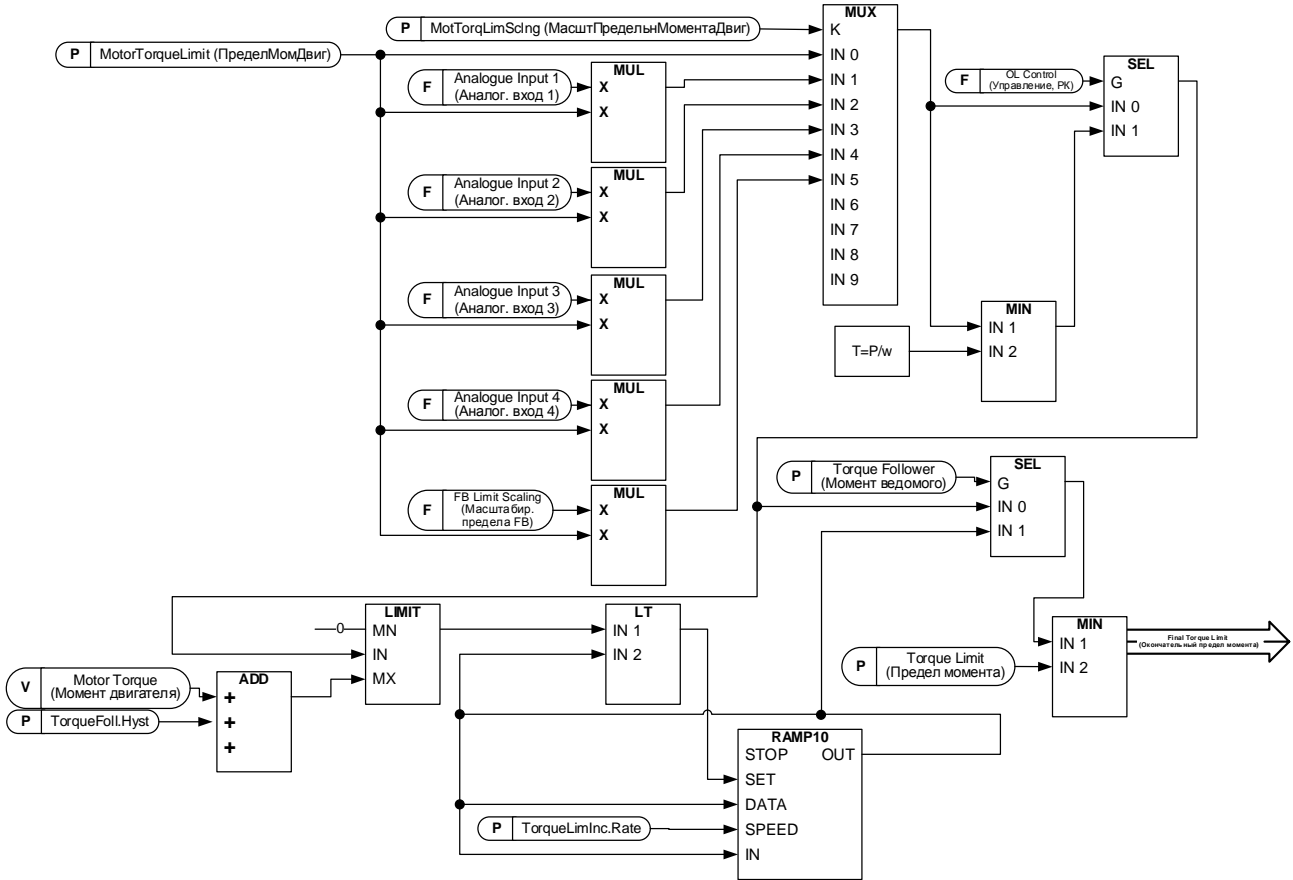 P MotTorqLimSclng (МасштПредельнМоментаДвиг)
P MotorTorqueLimit (ПределМомДвиг)
MUX
K
IN 0
IN 1
IN 2
IN 3
IN 4
IN 5
IN 6
IN 7
IN 8
IN 9
F Analogue Input 1
(Аналог. вход 1)
MUL
X
X
F Analogue Input 2
(Аналог. вход 2)
MUL
X
X
F Analogue Input 3
(Аналог. вход 3)
MUL
X
X
F Analogue Input 4
(Аналог. вход 4)
MUL
X
X
F FB Limit Scaling
(Масштабир.
предела FB)
MUL
X
X
F OL Control
(Управление, РК)
SEL
G
IN 0
IN 1
T=P/w
MIN
IN 1
IN 2
P Torque Follower
(Момент ведомого)
SEL
G
IN 0
IN 1
LIMIT
0 MN
IN
MX
LT
IN 1
IN 2
V Motor Torque
(Момент двигателя)
P TorqueFoll.Hyst
ADD
+
+
+
P Torque Limit
(Предел момента)
MIN
IN 1
IN 2
Final Torque Limit
(Окончательный предел момента)
RAMP10
STOP OUT
SET
DATA
SPEED
IN
P TorqueLimInc.Rate